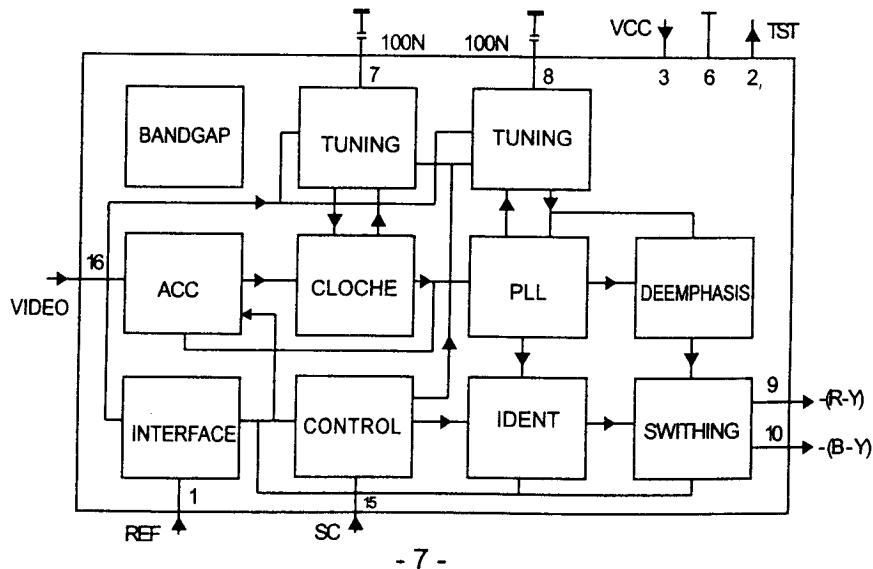 100N
100N
VCC
TST
7
8
3
6
2,
BANDGAP
TUNING
TUNING
16
VIDEO
ACC
CLOCHE
PLL
DEEMPHASIS
INTERFACE
CONTROL
IDENT
SWITHING
9
-(R-Y)
10
-(B-Y)
1
15
REF
SC
- 7 -